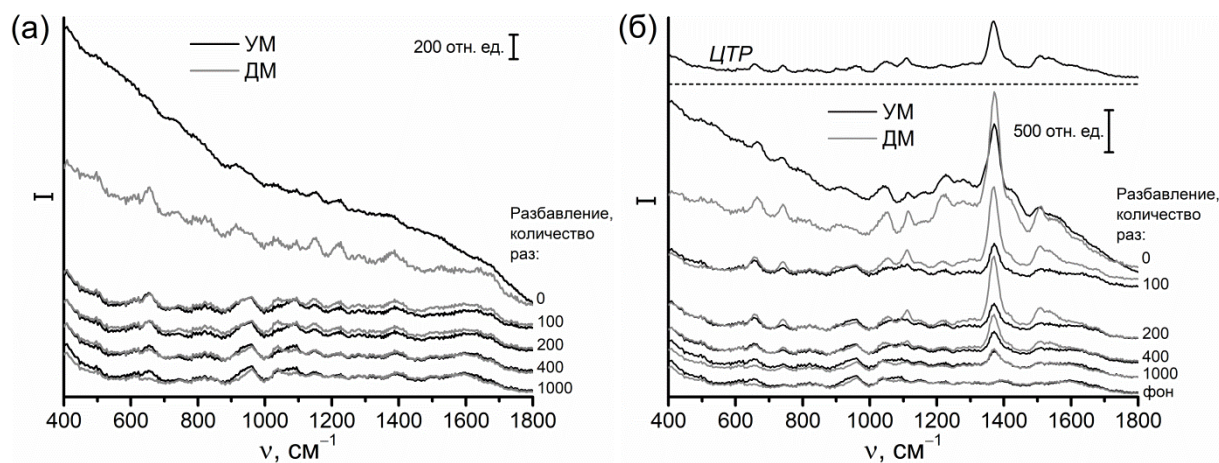 (а)
УМ
ДМ
200 отн. ед.
I
Разбавление,
количество
раз:
0
100
200
400
1000
400 600 800 1000 1200 1400 1600 1800
ν, см⁻¹
(б)
ЦТР
УМ
ДМ
500 отн. ед.
I
Разбавление,
количество
раз:
0
100
200
400
1000
фон
400 600 800 1000 1200 1400 1600 1800
ν, см⁻¹